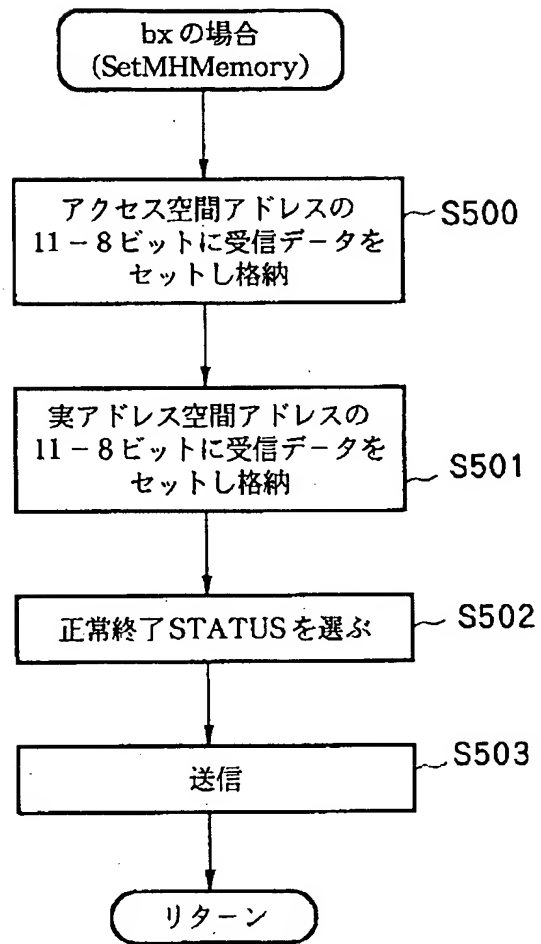 bxの場合
(SetMHMemory)
アクセス空間アドレスの
11-8ビットに受信データを
セットし格納
S500
実アドレス空間アドレスの
11-8ビットに受信データを
セットし格納
S501
正常終了STATUSを選ぶ
S502
送信
S503
リターン